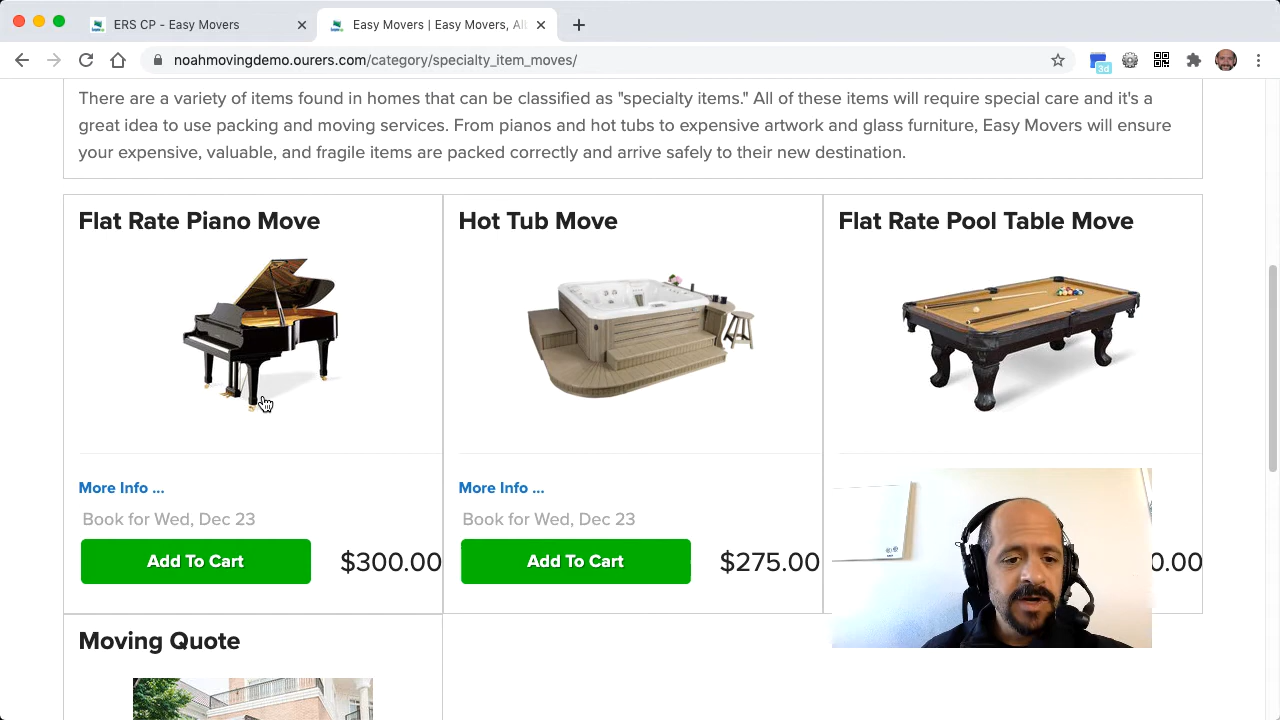 ERS CP - Easy Movers
Easy Movers | Easy Movers, Al
noahmovingdemo.ourers.com/category/specialty_item_moves/
3d
There are a variety of items found in homes that can be classified as "specialty items." All of these items will require special care and it's a
great idea to use packing and moving services. From pianos and hot tubs to expensive artwork and glass furniture, Easy Movers will ensure
your expensive, valuable, and fragile items are packed correctly and arrive safely to their new destination.
Flat Rate Piano Move
Hot Tub Move
Flat Rate Pool Table Move
More Info ...
More Info ...
Book for Wed, Dec 23
Book for Wed, Dec 23
Add To Cart
$300.00
Add To Cart
$275.00
0.00
Moving Quote